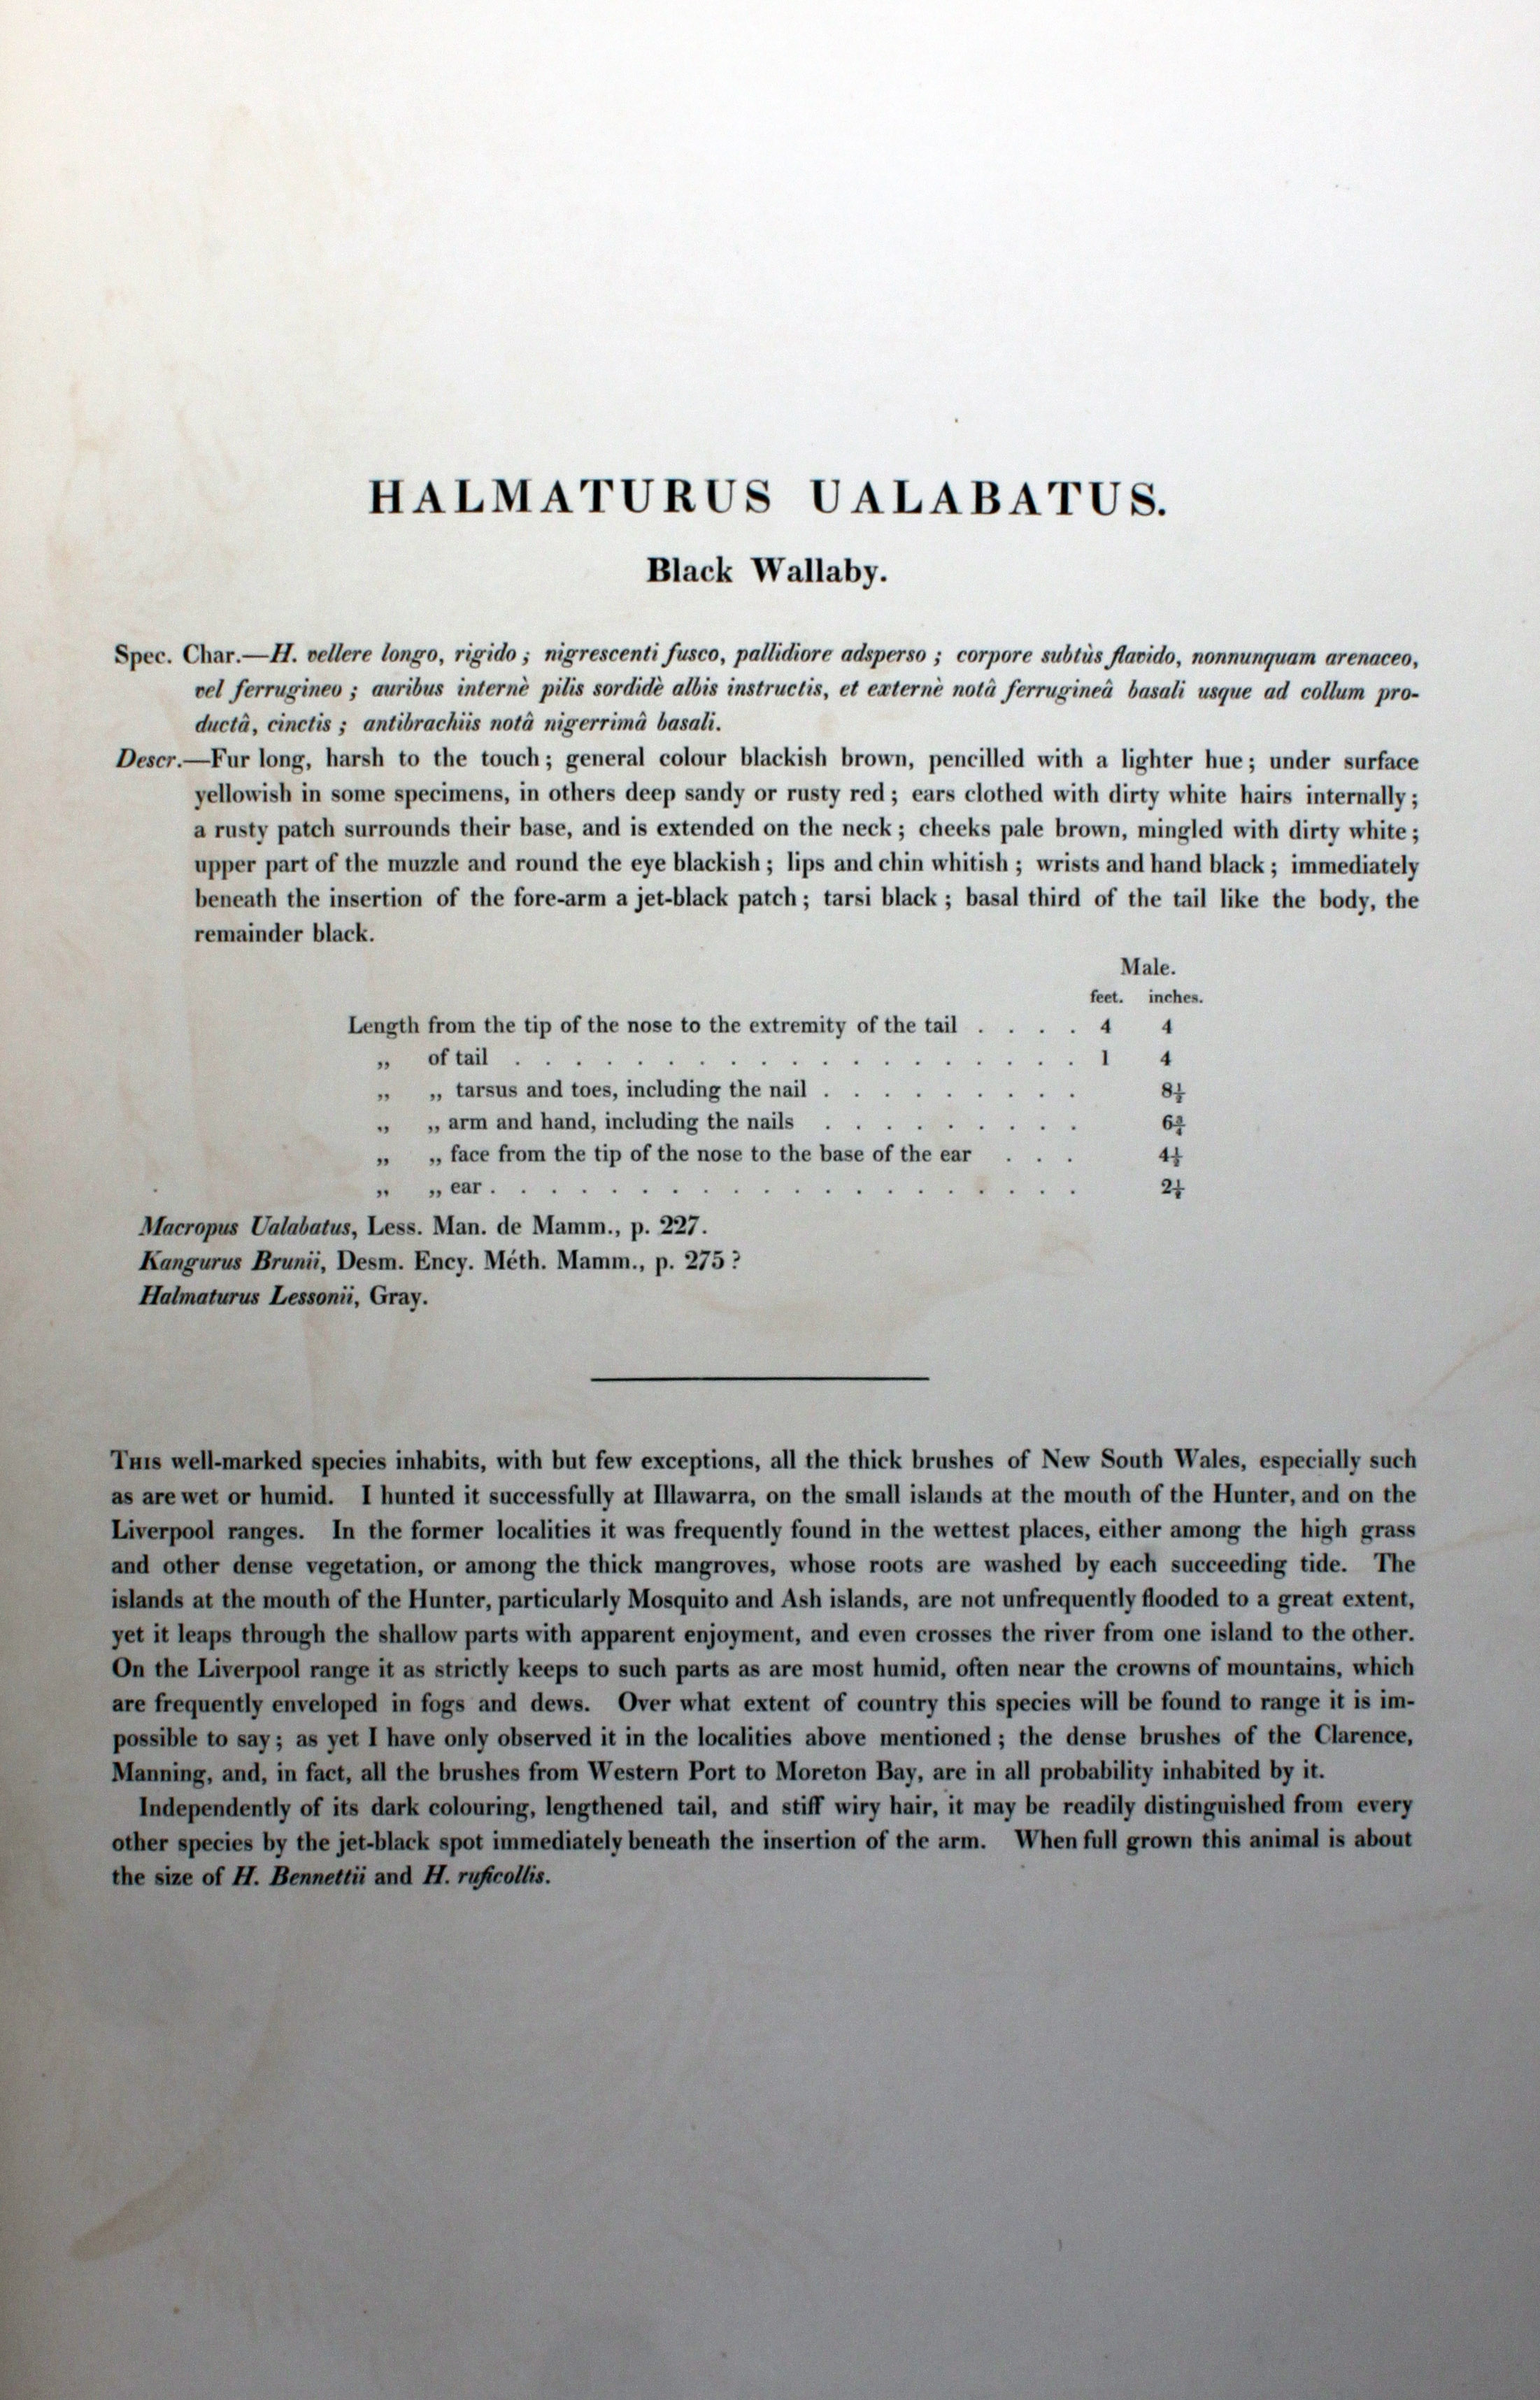 HALMATURUS UALABATUS.
Black Wallaby.
Spec. Char.—H. vellere longo, rigido ; nigrescenti fusco, pallidiore adsperso ; corpore subtùs flavido, nonnunquam arenaceo,
vel ferrugineo ; auribus internè pilis sordidè albis instructis, et externè notâ ferrugineâ basali usque ad collum pro-
ductâ, cinctis ; antibrachiis notâ nigerrimâ basali.
Descr.—Fur long, harsh to the touch ; general colour blackish brown, pencilled with a lighter hue ; under surface
yellowish in some specimens, in others deep sandy or rusty red ; ears clothed with dirty white hairs internally ;
a rusty patch surrounds their base, and is extended on the neck ; cheeks pale brown, mingled with dirty white ;
upper part of the muzzle and round the eye blackish ; lips and chin whitish ; wrists and hand black ; immediately
beneath the insertion of the fore-arm a jet-black patch ; tarsi black ; basal third of the tail like the body, the
remainder black.
Male.
feet. inches.
Length from the tip of the nose to the extremity of the tail . . . . 4 4
„ of tail . . . . . . . . . . . . . . . . . . . 1 4
„ „ tarsus and toes, including the nail . . . . . . . . .
„ „ arm and hand, including the nails . . . . . . . . .
„ „ face from the tip of the nose to the base of the ear . . .
„ „ ear . . . . . . . . . . . . . . . . . . . .
Macropus Ualabatus, Less. Man. de Mamm., p. 227.
Kangurus Brunii, Desm. Ency. Méth. Mamm., p. 275 ?
Halmaturus Lessonii, Gray.
THIS well-marked species inhabits, with but few exceptions, all the thick brushes of New South Wales, especially such
as are wet or humid. I hunted it successfully at Illawarra, on the small islands at the mouth of the Hunter, and on the
Liverpool ranges. In the former localities it was frequently found in the wettest places, either among the high grass
and other dense vegetation, or among the thick mangroves, whose roots are washed by each succeeding tide. The
islands at the mouth of the Hunter, particularly Mosquito and Ash islands, are not unfrequently flooded to a great extent,
yet it leaps through the shallow parts with apparent enjoyment, and even crosses the river from one island to the other.
On the Liverpool range it as strictly keeps to such parts as are most humid, often near the crowns of mountains, which
are frequently enveloped in fogs and dews. Over what extent of country this species will be found to range it is im-
possible to say ; as yet I have only observed it in the localities above mentioned ; the dense brushes of the Clarence,
Manning, and, in fact, all the brushes from Western Port to Moreton Bay, are in all probability inhabited by it.
Independently of its dark colouring, lengthened tail, and stiff wiry hair, it may be readily distinguished from every
other species by the jet-black spot immediately beneath the insertion of the arm. When full grown this animal is about
the size of H. Bennettii and H. ruficollis.